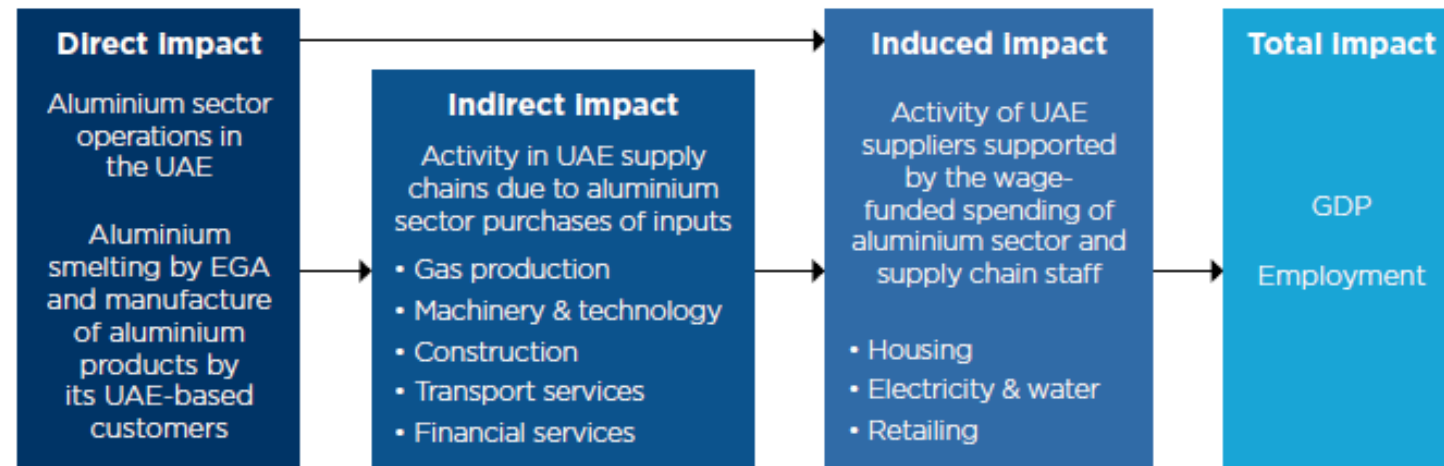 Direct Impact
Aluminium sector
operations in
the UAE
Aluminium
smelting by EGA
and manufacture
of aluminium
products by
its UAE-based
customers
Indirect Impact
Activity in UAE supply
chains due to aluminium
sector purchases of inputs
• Gas production
• Machinery & technology
• Construction
• Transport services
• Financial services
Induced Impact
Activity of UAE
suppliers supported
by the wage-
funded spending of
aluminium sector and
supply chain staff
• Housing
• Electricity & water
• Retailing
Total Impact
GDP
Employment